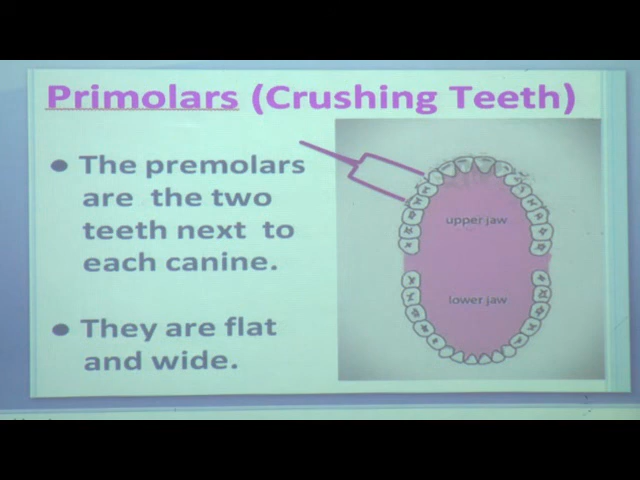 Primolars (Crushing Teeth)
• The premolars
are the two
teeth next to
each canine.
• They are flat
and wide.
upper jaw
lower jaw